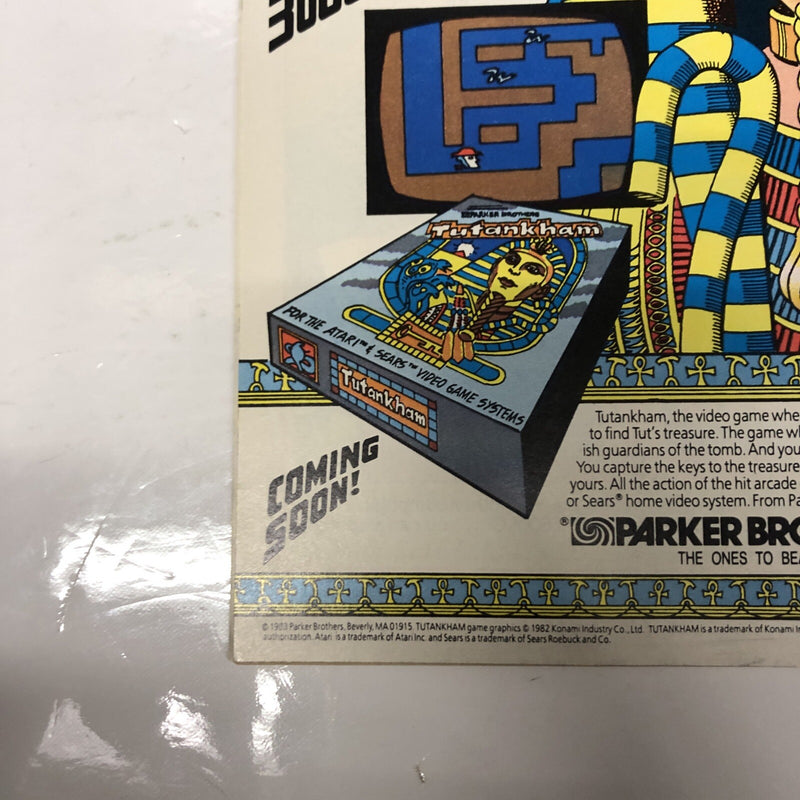 PARKER BROTHERS
Tutankham
FOR THE ATARI™ & SEARS™ VIDEO GAME SYSTEMS
Tutankham
COMING
SOON!
Tutankham, the video game whe
to find Tut's treasure. The game wh
ish guardians of the tomb. And you
You capture the keys to the treasure
yours. All the action of the hit arcade
or Sears® home video system. From Pa
® PARKER BRO
THE ONES TO BEA
© 1983 Parker Brothers, Beverly, MA 01915. TUTANKHAM game graphics © 1982 Konami Industry Co., Ltd. TUTANKHAM is a trademark of Konami I
authorization. Atari is a trademark of Atari Inc. and Sears is a trademark of Sears Roebuck and Co.